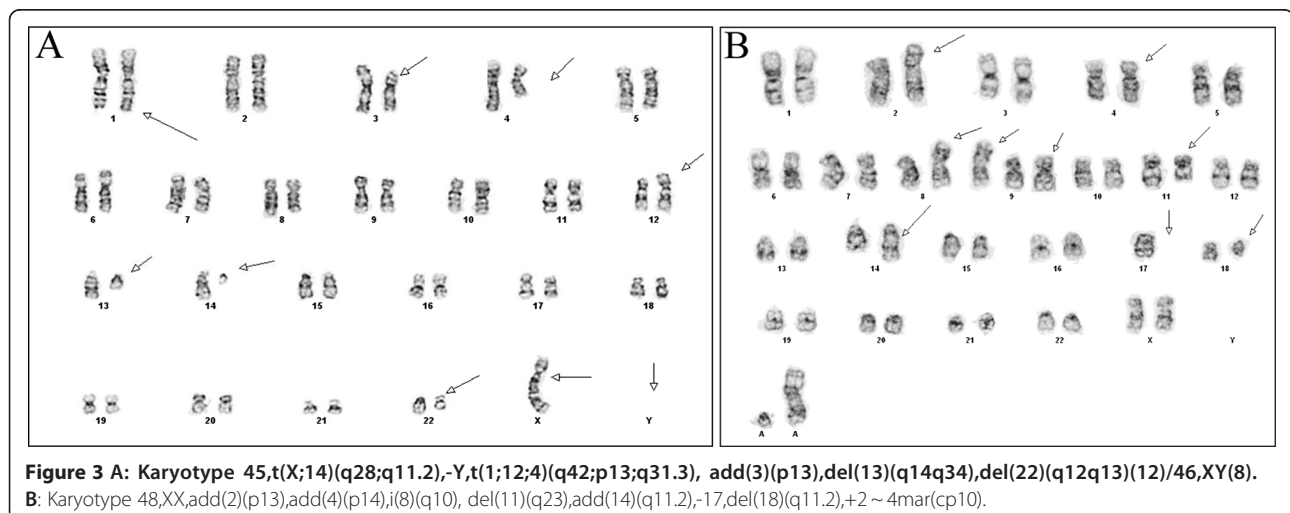 A
B
1 2 3 4 5
1 2 3 4 5
6 7 8 9 10 11 12
6 7 8 9 10 11 12
13 14 15 16 17 18
13 14 15 16 17 18
19 20 21 22 X Y
19 20 21 22 X Y
A A
Figure 3 A: Karyotype 45,t(X;14)(q28;q11.2),-Y,t(1;12;4)(q42;p13;q31.3), add(3)(p13),del(13)(q14q34),del(22)(q12q13)(12)/46,XY(8).
B: Karyotype 48,XX,add(2)(p13),add(4)(p14),i(8)(q10), del(11)(q23),add(14)(q11.2),-17,del(18)(q11.2),+2 ~ 4mar(cp10).